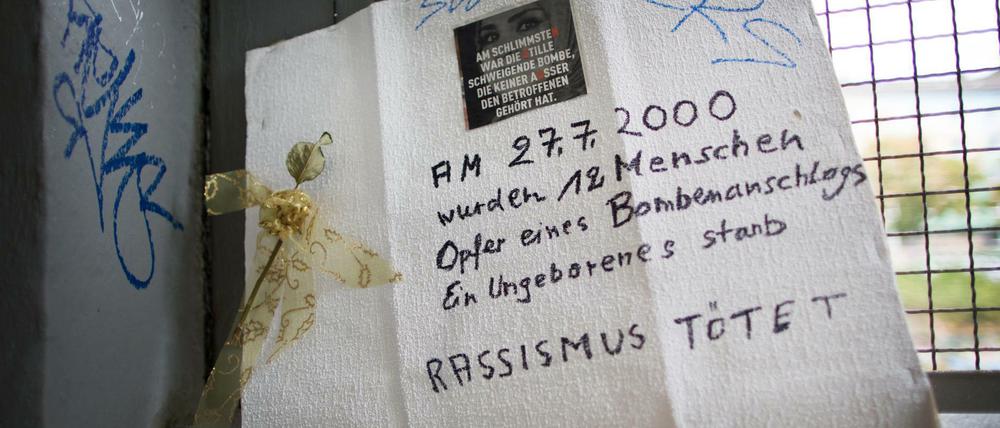 AM SCHLIMMSTEN
WAR DIE STILLE
SCHWEIGENDE BOMBE,
DIE KEINER AUSSER
DEN BETROFFENEN
GEHÖRT HAT.
AM 27.7. 2000
wurden 12 Menschen
Opfer eines Bombenanschlags
Ein Ungeborenes starb
RASSISMUS TÖTET